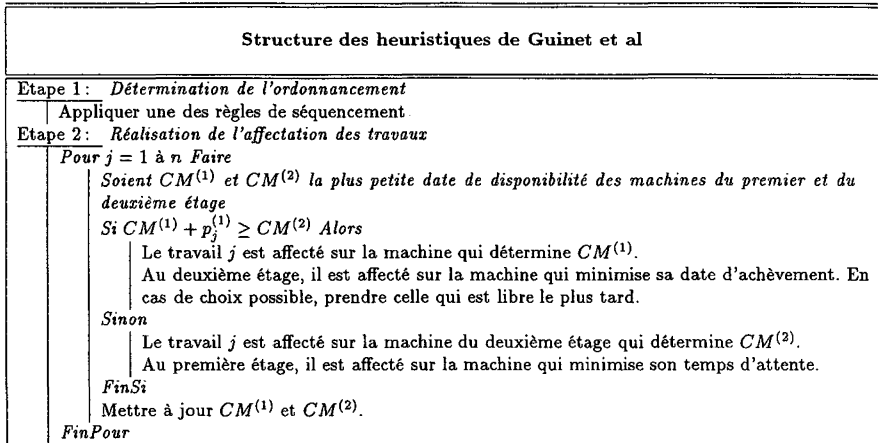 Structure des heuristiques de Guinet et al
Etape 1 : Détermination de l'ordonnancement
Appliquer une des règles de séquencement
Etape 2 : Réalisation de l'affectation des travaux
Pour j = 1 à n Faire
Soient CM^(1) et CM^(2) la plus petite date de disponibilité des machines du premier et du
deuxième étage
Si CM^(1) + p_j^(1) ≥ CM^(2) Alors
Le travail j est affecté sur la machine qui détermine CM^(1).
Au deuxième étage, il est affecté sur la machine qui minimise sa date d'achèvement. En
cas de choix possible, prendre celle qui est libre le plus tard.
Sinon
Le travail j est affecté sur la machine du deuxième étage qui détermine CM^(2).
Au première étage, il est affecté sur la machine qui minimise son temps d'attente.
FinSi
Mettre à jour CM^(1) et CM^(2).
FinPour